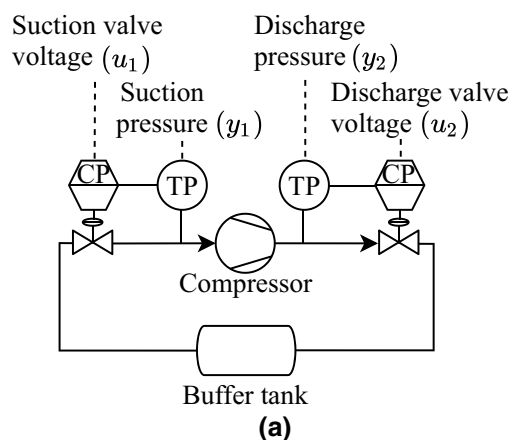 Suction valve
voltage (u₁)
Discharge
pressure (y₂)
Suction
pressure (y₁)
Discharge valve
voltage (u₂)
CP
TP
TP
CP
Compressor
Buffer tank
(a)